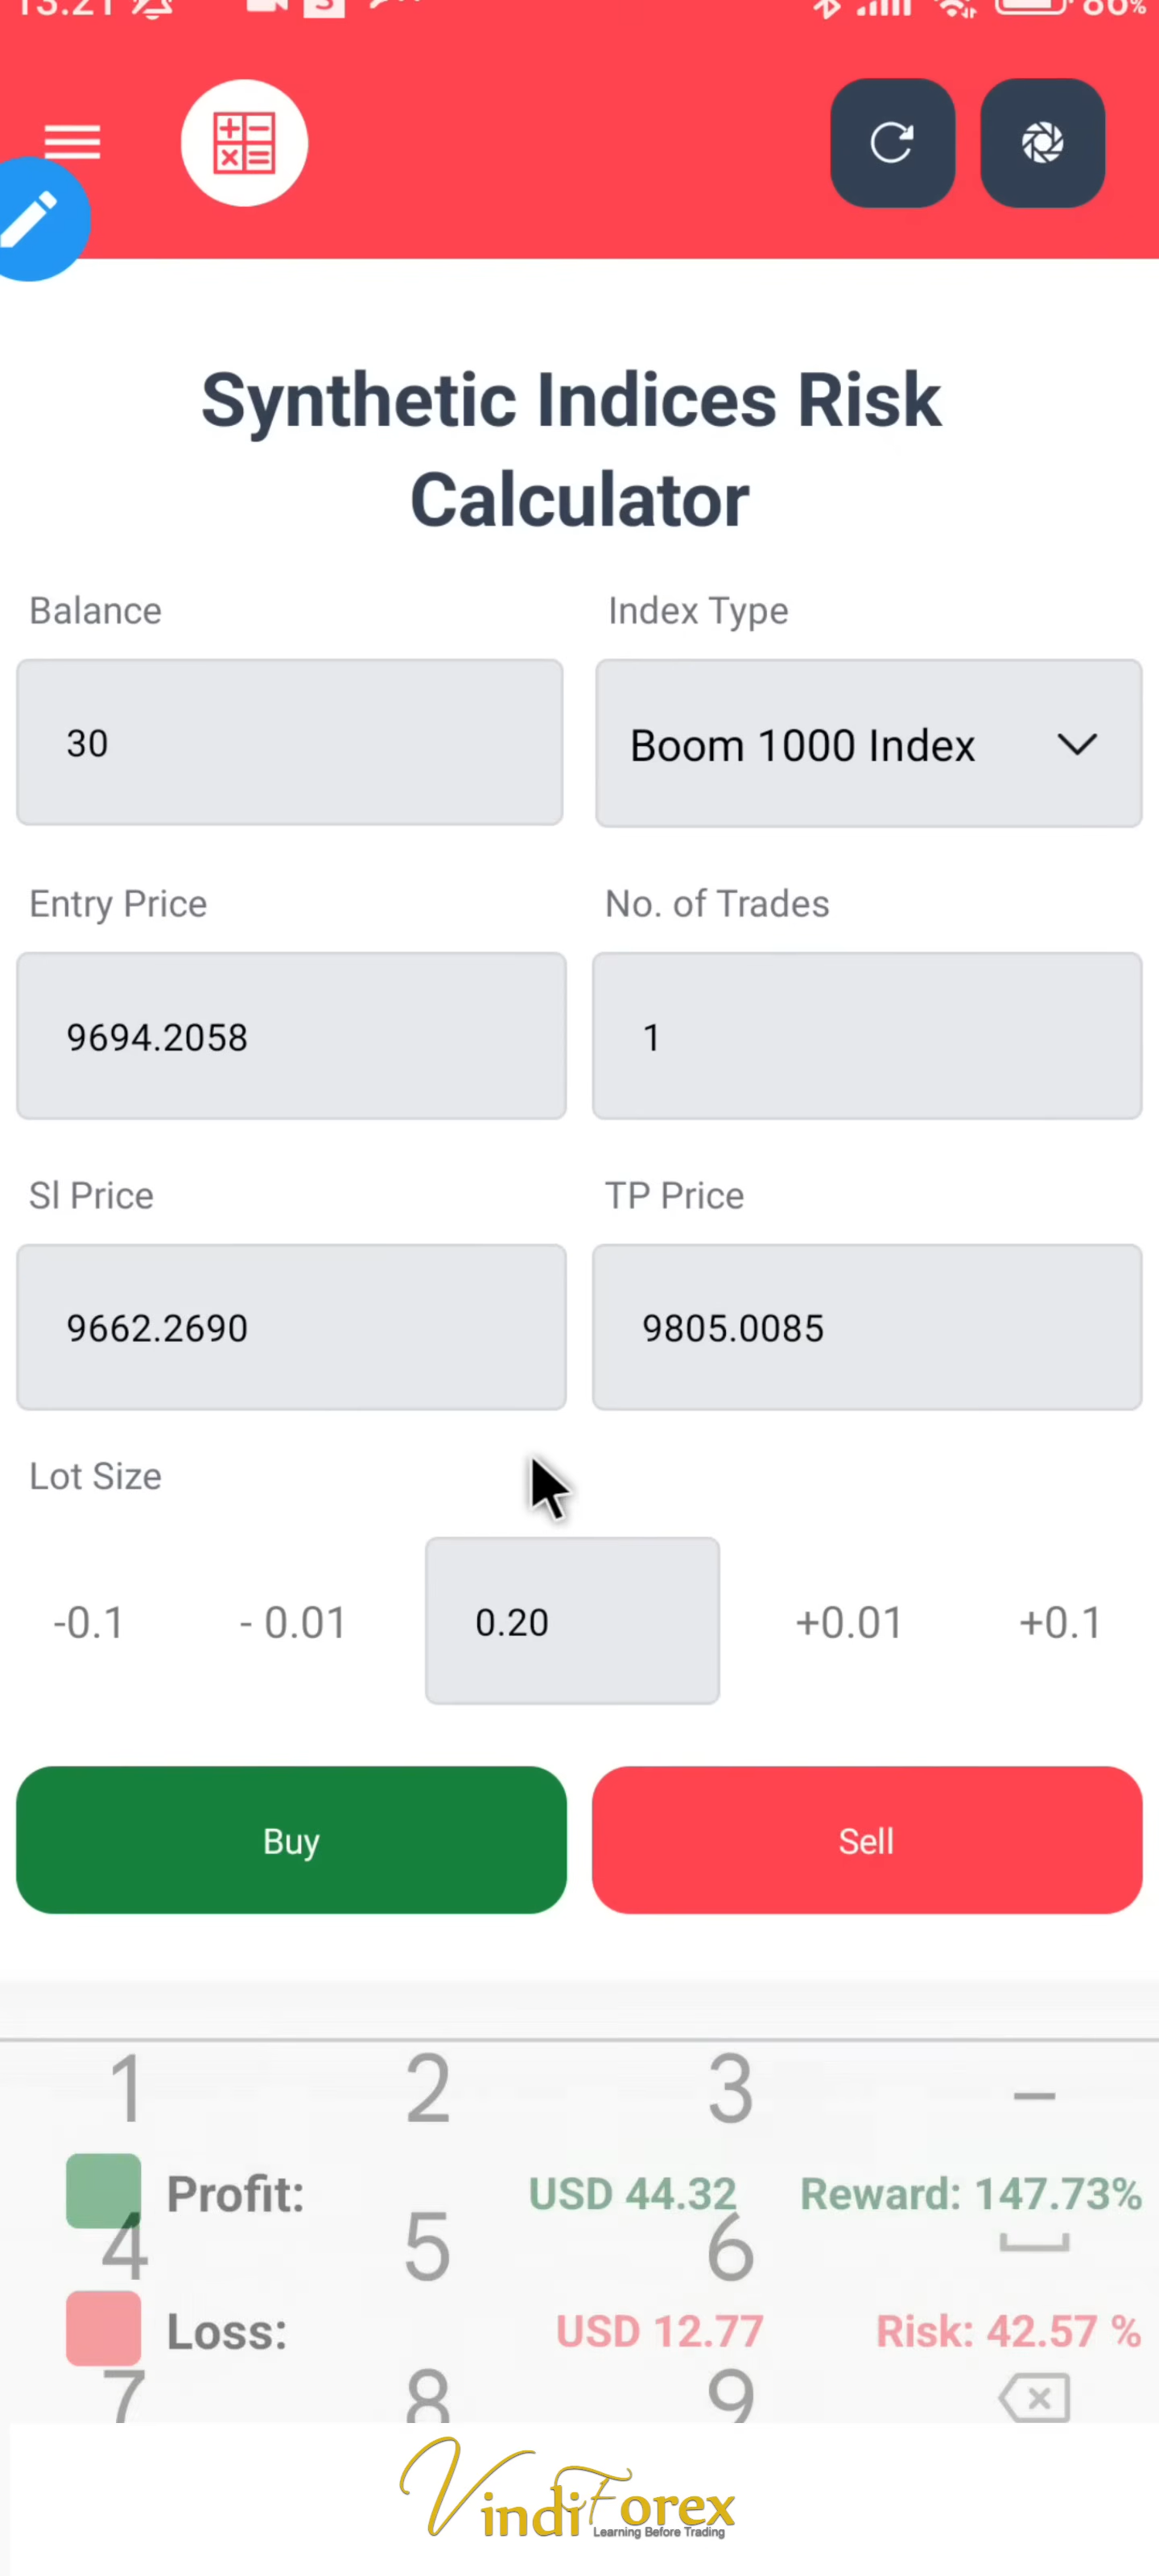 13:21
86%
Synthetic Indices Risk
Calculator
Balance
Index Type
30
Boom 1000 Index
Entry Price
No. of Trades
9694.2058
1
Sl Price
TP Price
9662.2690
9805.0085
Lot Size
-0.1
- 0.01
0.20
+0.01
+0.1
Buy
Sell
1
2
3
–
Profit:
USD 44.32
Reward: 147.73%
4
5
6
Loss:
USD 12.77
Risk: 42.57 %
7
8
9
VindiForex
Learning Before Trading